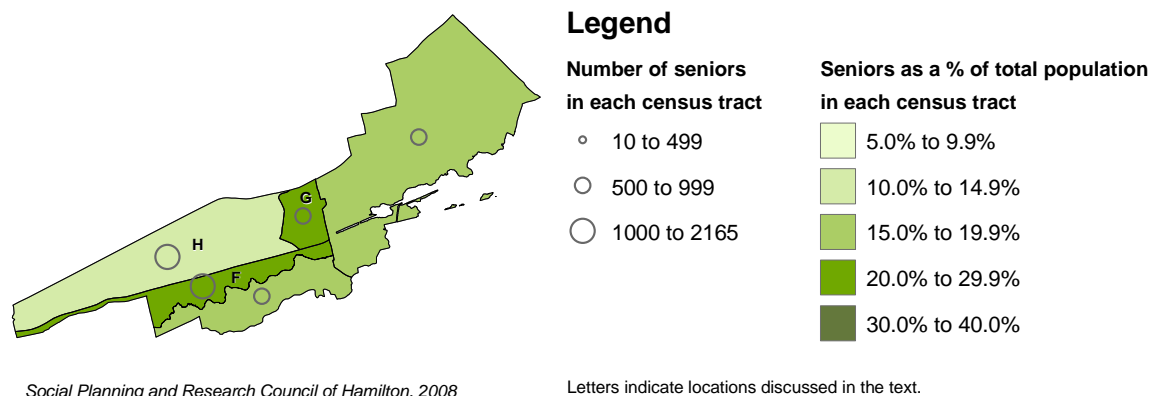 Legend
Number of seniors
in each census tract
10 to 499
500 to 999
1000 to 2165
Seniors as a % of total population
in each census tract
5.0% to 9.9%
10.0% to 14.9%
15.0% to 19.9%
20.0% to 29.9%
30.0% to 40.0%
G
H
F
Social Planning and Research Council of Hamilton, 2008
Letters indicate locations discussed in the text.